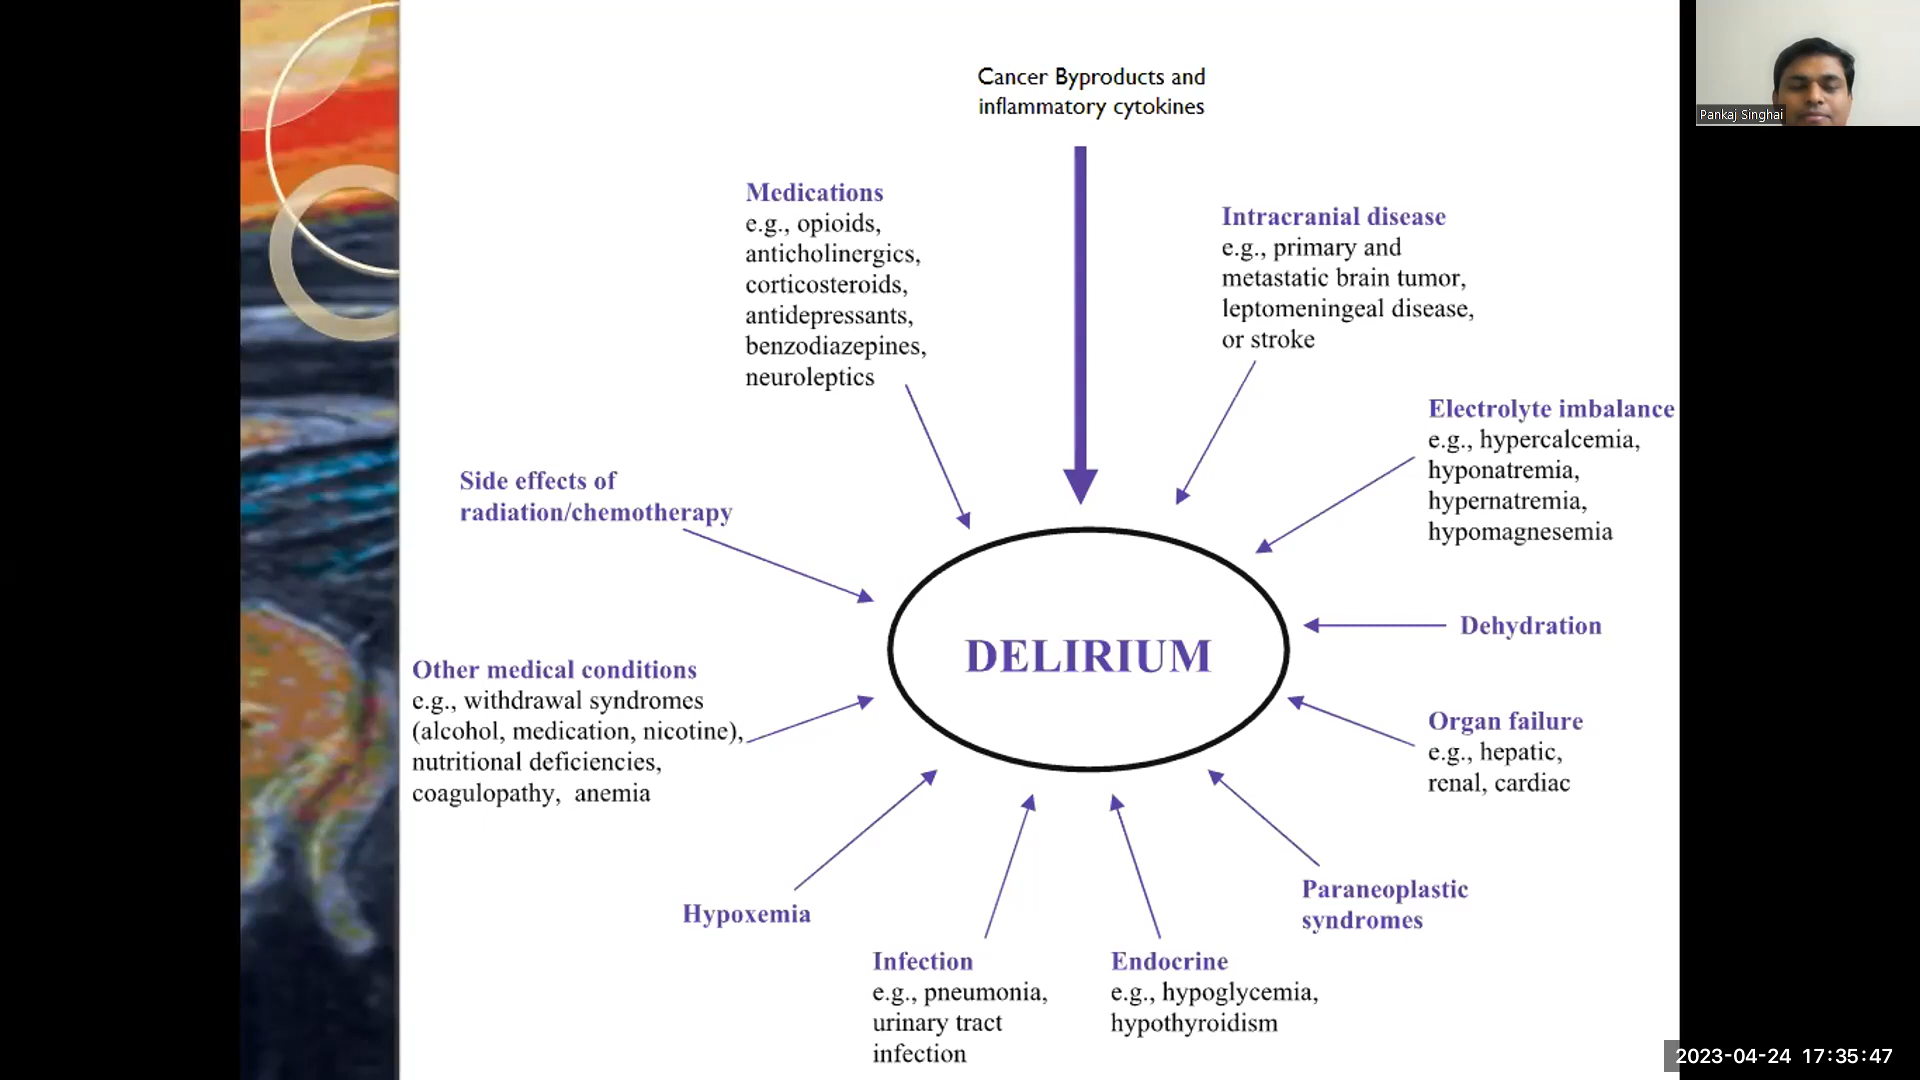 Cancer Byproducts and
inflammatory cytokines
Pankaj Singhai
Medications
e.g., opioids,
anticholinergics,
corticosteroids,
antidepressants,
benzodiazepines,
neuroleptics
Intracranial disease
e.g., primary and
metastatic brain tumor,
leptomeningeal disease,
or stroke
Electrolyte imbalance
e.g., hypercalcemia,
hyponatremia,
hypernatremia,
hypomagnesemia
Side effects of
radiation/chemotherapy
Dehydration
DELIRIUM
Other medical conditions
e.g., withdrawal syndromes
(alcohol, medication, nicotine),
nutritional deficiencies,
coagulopathy,  anemia
Organ failure
e.g., hepatic,
renal, cardiac
Hypoxemia
Paraneoplastic
syndromes
Infection
e.g., pneumonia,
urinary tract
infection
Endocrine
e.g., hypoglycemia,
hypothyroidism
2023-04-24 17:35:47